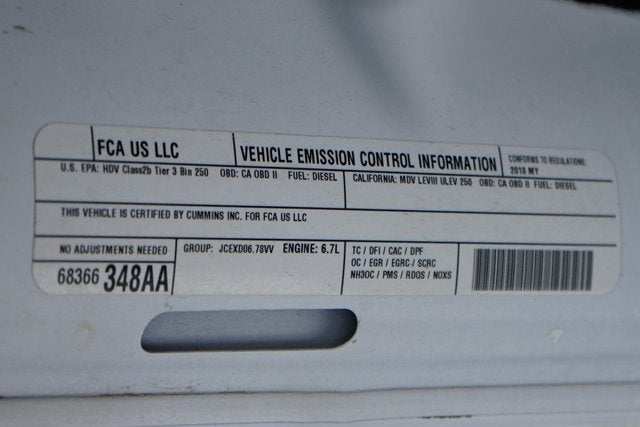 FCA US LLC
VEHICLE EMISSION CONTROL INFORMATION
CONFORMS TO REGULATIONS:
2018 MY
U.S. EPA: HDV Class2b Tier 3 Bin 250 OBD: CA OBD II FUEL: DIESEL
CALIFORNIA: MDV LEVIII ULEV 250 OBD: CA OBD II FUEL: DIESEL
THIS VEHICLE IS CERTIFIED BY CUMMINS INC. FOR FCA US LLC
NO ADJUSTMENTS NEEDED
68366 348AA
GROUP: JCEXD06.78VV ENGINE: 6.7L
TC / DFI / CAC / DPF
OC / EGR / EGRC / SCRC
NH3OC / PMS / RDQS / NOXS